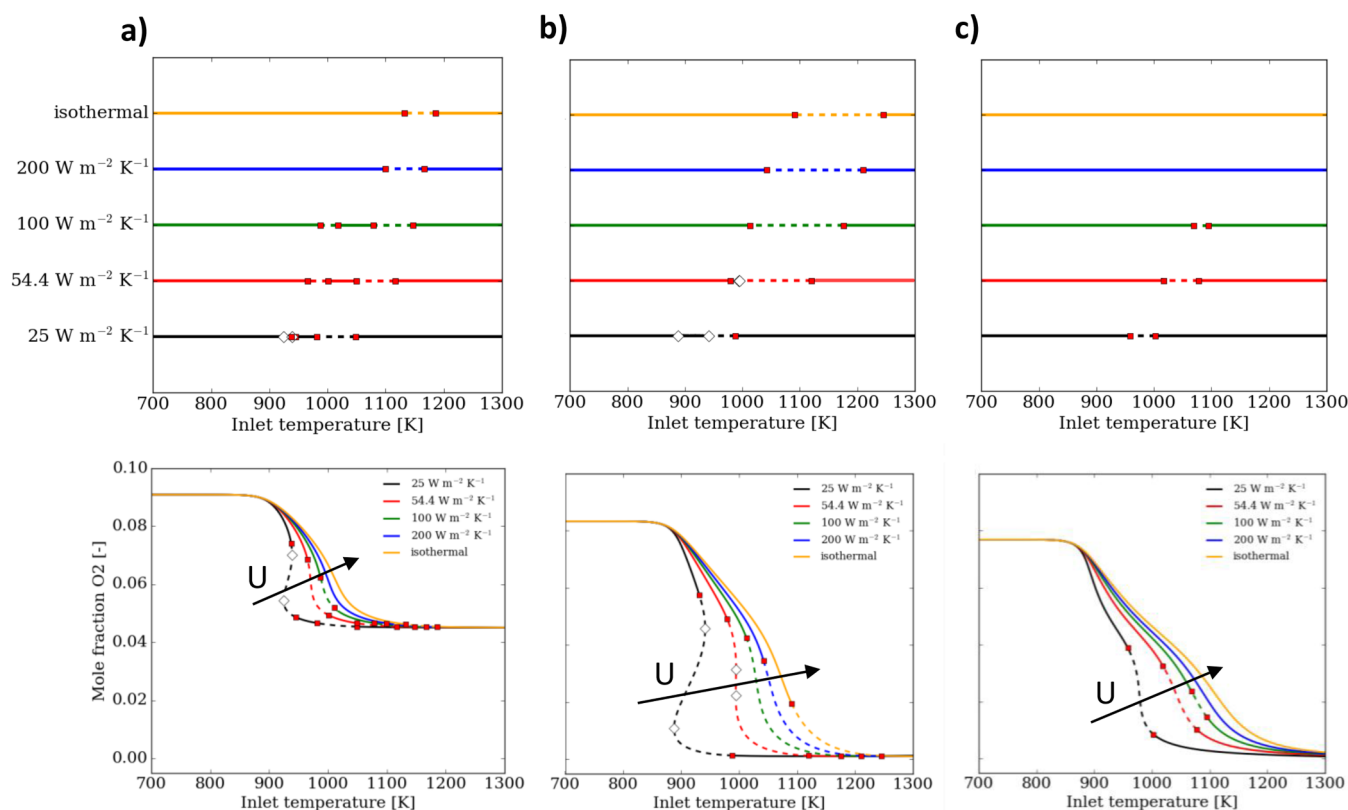 a)
isothermal
200 W m⁻² K⁻¹
100 W m⁻² K⁻¹
54.4 W m⁻² K⁻¹
25 W m⁻² K⁻¹
700 800 900 1000 1100 1200 1300
Inlet temperature [K]
b)
700 800 900 1000 1100 1200 1300
Inlet temperature [K]
c)
700 800 900 1000 1100 1200 1300
Inlet temperature [K]
Mole fraction O2 [-]
0.10
0.08
0.06
0.04
0.02
0.00
25 W m⁻² K⁻¹
54.4 W m⁻² K⁻¹
100 W m⁻² K⁻¹
200 W m⁻² K⁻¹
isothermal
U
700 800 900 1000 1100 1200 1300
Inlet temperature [K]
25 W m⁻² K⁻¹
54.4 W m⁻² K⁻¹
100 W m⁻² K⁻¹
200 W m⁻² K⁻¹
isothermal
U
700 800 900 1000 1100 1200 1300
Inlet temperature [K]
25 W m⁻² K⁻¹
54.4 W m⁻² K⁻¹
100 W m⁻² K⁻¹
200 W m⁻² K⁻¹
isothermal
U
700 800 900 1000 1100 1200 1300
Inlet temperature [K]